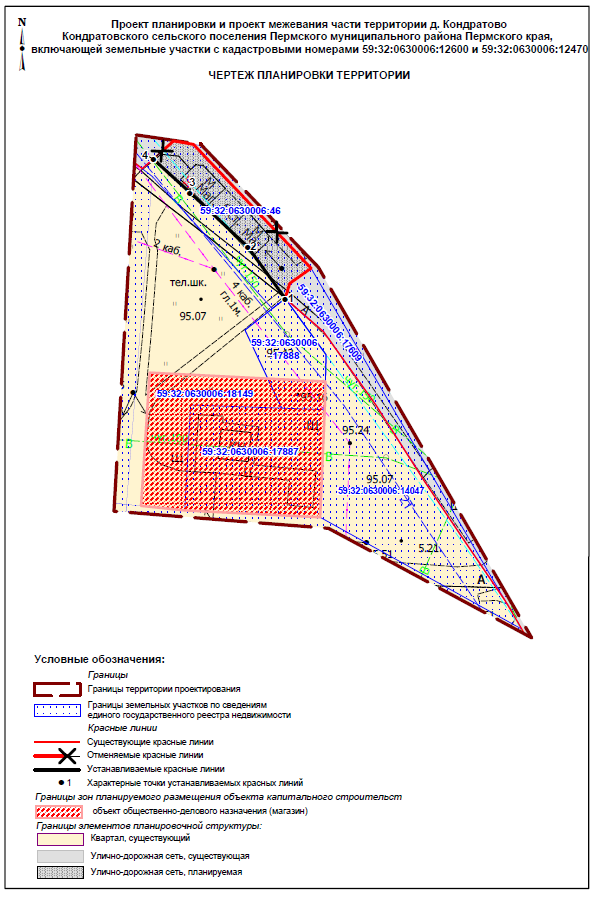 N
Проект планировки и проект межевания части территории д. Кондратово
Кондратовского сельского поселения Пермского муниципального района Пермского края,
включающей земельные участки с кадастровыми номерами 59:32:0630006:12600 и 59:32:0630006:12470
ЧЕРТЕЖ ПЛАНИРОВКИ ТЕРРИТОРИИ
4
3
59:32:0630006:46
2
2 каб.
тел.шк.
4 каб.
гл.1м.
1
А
95.07
59:32:0630006:17609
59:32:0630006
:17888
59:32:0630006:18149
95.24
В
59:32:0630006:17887
В
95.07
59:32:0630006:14047
51
5.21
А
Условные обозначения:
Границы
Границы территории проектирования
Границы земельных участков по сведениям
единого государственного реестра недвижимости
Красные линии
Существующие красные линии
Отменяемые красные линии
Устанавливаемые красные линии
1 Характерные точки устанавливаемых красных линий
Границы зон планируемого размещения объекта капитального строительст
объект общественно-делового назначения (магазин)
Границы элементов планировочной структуры:
Квартал, существующий
Улично-дорожная сеть, существующая
Улично-дорожная сеть, планируемая